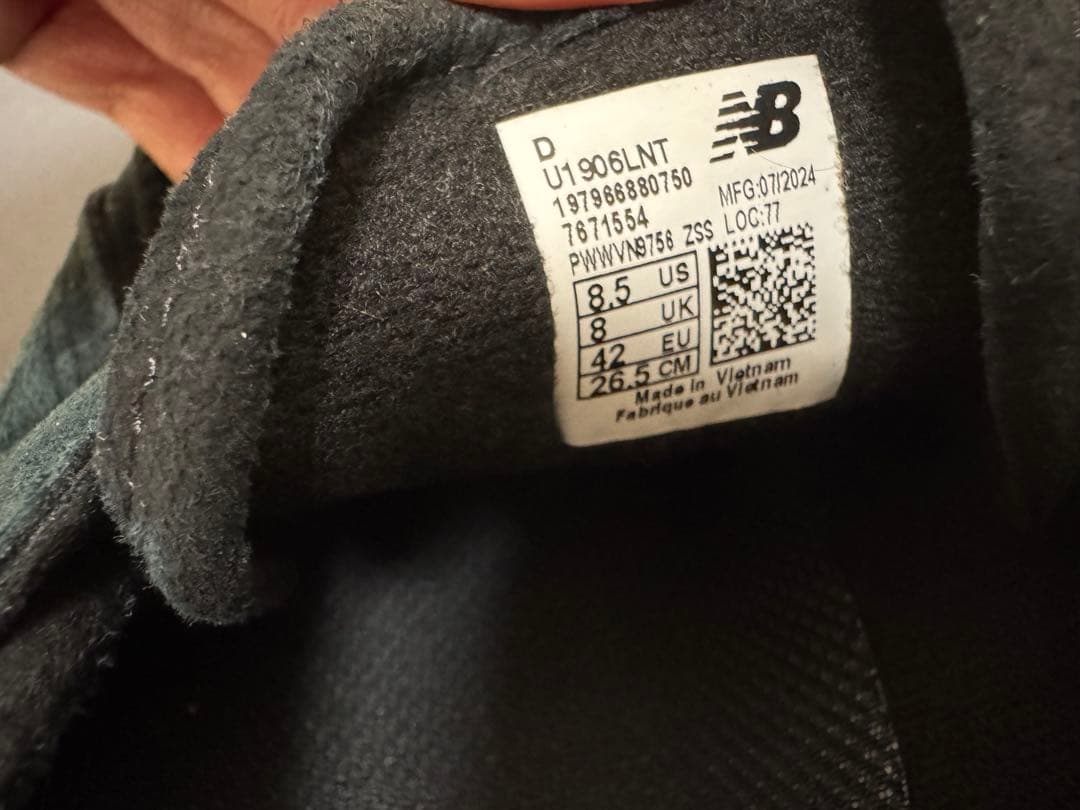 NB
D
U1906LNT
197966880750
7671554
MFG:07/2024
PWWVN9756 ZSS LOC:77
8.5 US
8 UK
42 EU
26.5 CM
Made in Vietnam
Fabrique au Vietnam